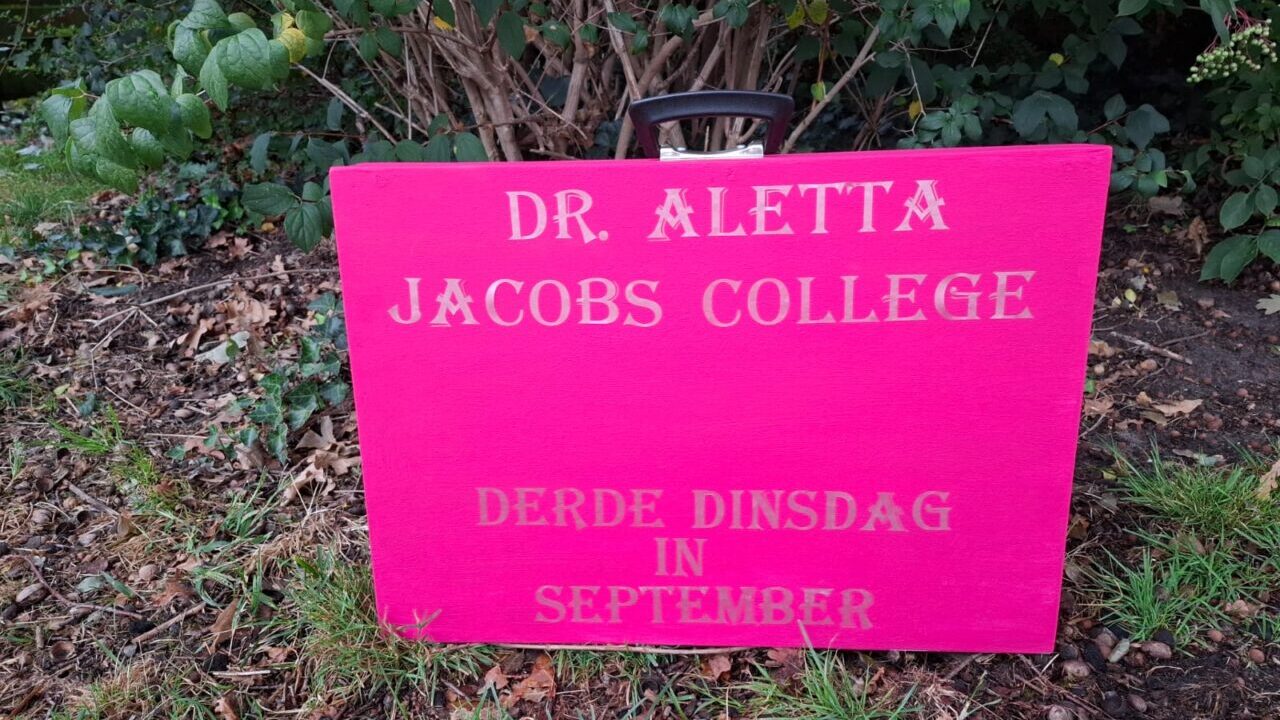 DR. ALETTA
JACOBS COLLEGE
DERDE DINSDAG
IN
SEPTEMBER